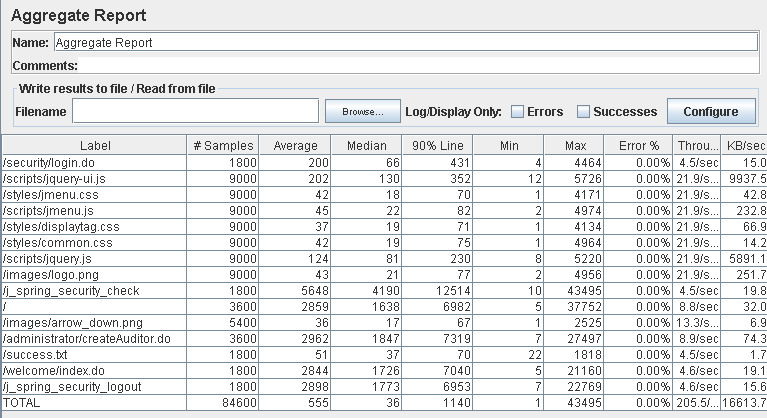 Aggregate Report
Name: Aggregate Report
Comments:
Write results to file / Read from file
Filename Browse... Log/Display Only: Errors Successes Configure
Label # Samples Average Median 90% Line Min Max Error % Throu... KB/sec
/security/login.do 1800 200 66 431 4 4464 0.00% 4.5/sec 15.0
/scripts/jquery-ui.js 9000 202 130 352 12 5726 0.00% 21.9/s... 9937.5
/styles/jmenu.css 9000 42 18 70 1 4171 0.00% 21.9/s... 42.8
/scripts/jmenu.js 9000 45 22 82 2 4974 0.00% 21.9/s... 232.8
/styles/displaytag.css 9000 37 19 71 1 4134 0.00% 21.9/s... 66.9
/styles/common.css 9000 42 19 75 1 4964 0.00% 21.9/s... 14.2
/scripts/jquery.js 9000 124 81 230 8 5220 0.00% 21.9/s... 5891.1
/images/logo.png 9000 43 21 77 2 4956 0.00% 21.9/s... 251.7
/j_spring_security_check 1800 5648 4190 12514 10 43495 0.00% 4.5/sec 19.8
/ 3600 2859 1638 6982 5 37752 0.00% 8.8/sec 32.0
/images/arrow_down.png 5400 36 17 67 1 2525 0.00% 13.3/s... 6.9
/administrator/createAuditor.do 3600 2962 1847 7319 7 27497 0.00% 8.9/sec 74.3
/success.txt 1800 51 37 70 22 1818 0.00% 4.5/sec 1.7
/welcome/index.do 1800 2844 1726 7040 5 21160 0.00% 4.6/sec 19.1
/j_spring_security_logout 1800 2898 1773 6953 7 22769 0.00% 4.6/sec 15.6
TOTAL 84600 555 36 1140 1 43495 0.00% 205.5/... 16613.7